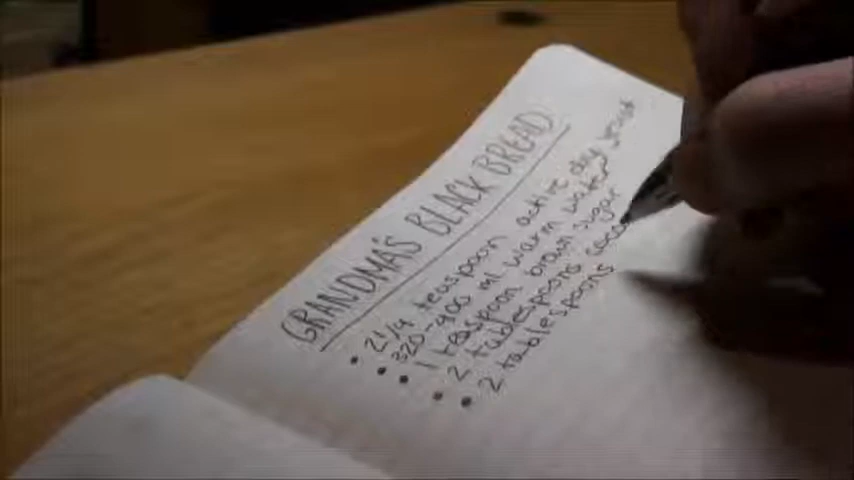 GRANDMA'S BLACK BREAD
• 2 1/4 teaspoon active dry yeast
• 320-400 ml warm water
• 1 teaspoon brown sugar
• 2 tablespoons cocoa
• 2 tablespoons